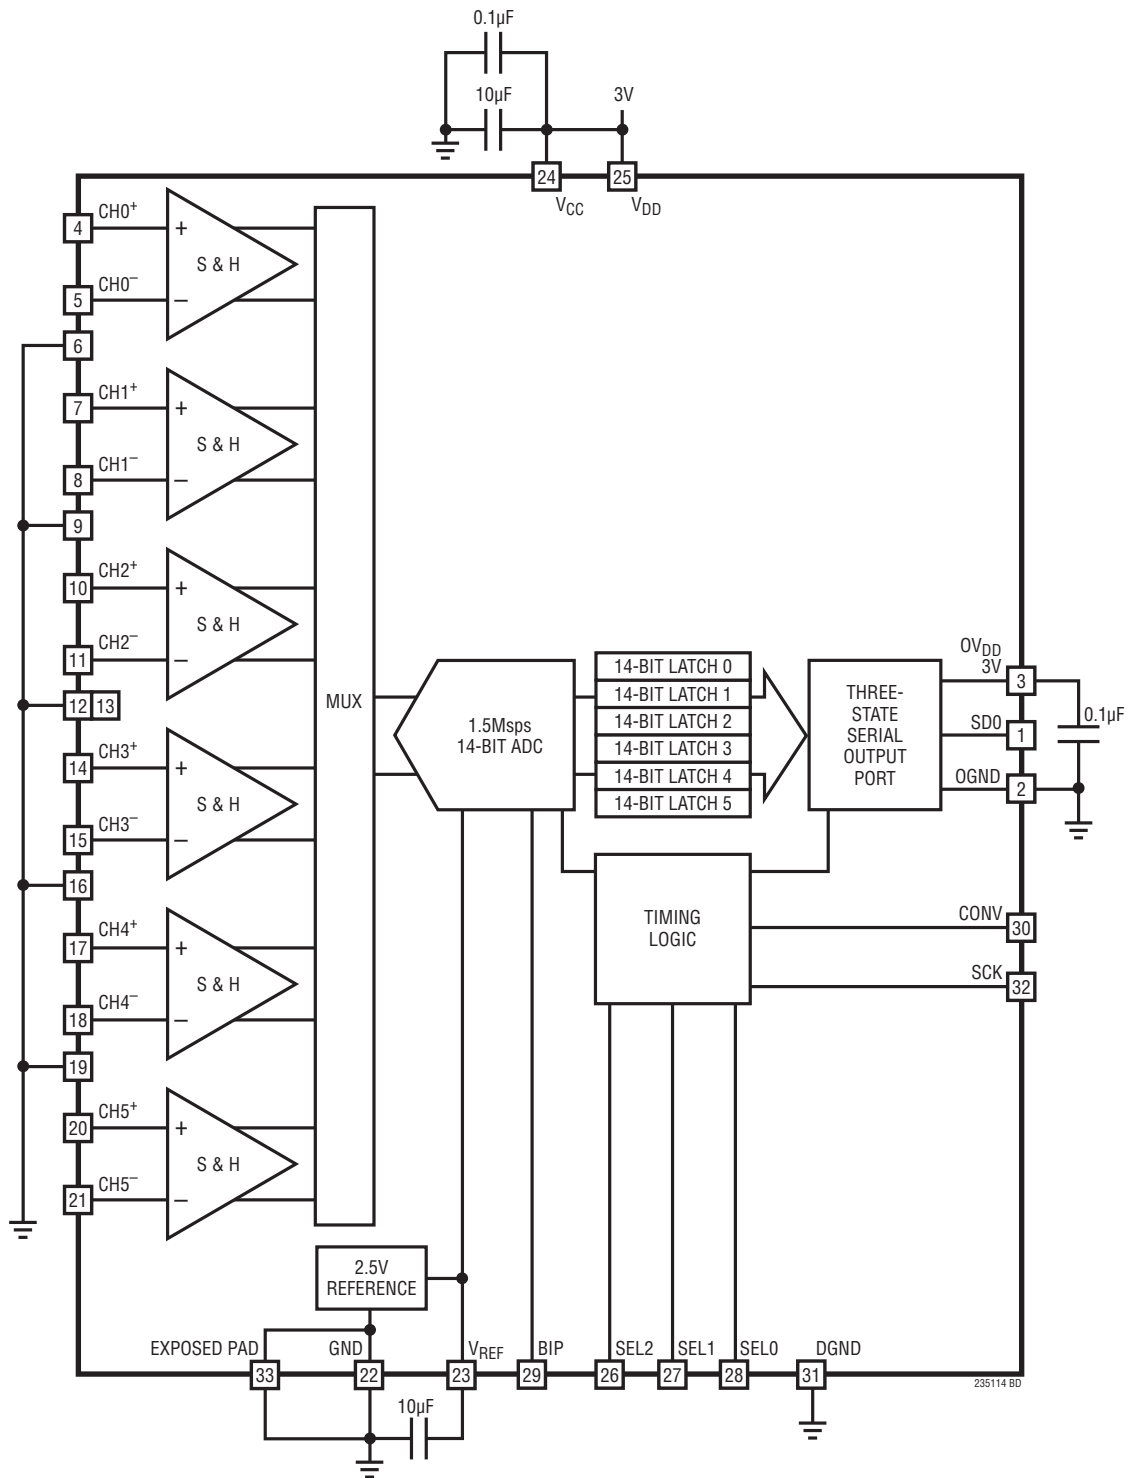 0.1µF
10µF
3V
24
25
VCC
VDD
4
CH0+
+
S & H
5
CH0–
–
6
7
CH1+
+
S & H
8
CH1–
–
9
10
CH2+
+
S & H
11
CH2–
–
12
13
14
CH3+
+
S & H
15
CH3–
–
16
17
CH4+
+
S & H
18
CH4–
–
19
20
CH5+
+
S & H
21
CH5–
–
MUX
1.5Msps
14-BIT ADC
14-BIT LATCH 0
14-BIT LATCH 1
14-BIT LATCH 2
14-BIT LATCH 3
14-BIT LATCH 4
14-BIT LATCH 5
THREE-
STATE
SERIAL
OUTPUT
PORT
OVDD
3V
3
0.1µF
SD0
1
OGND
2
TIMING
LOGIC
CONV
30
SCK
32
2.5V
REFERENCE
EXPOSED PAD
GND
VREF
BIP
SEL2
SEL1
SEL0
DGND
33
22
23
29
26
27
28
31
235114 BD
10µF